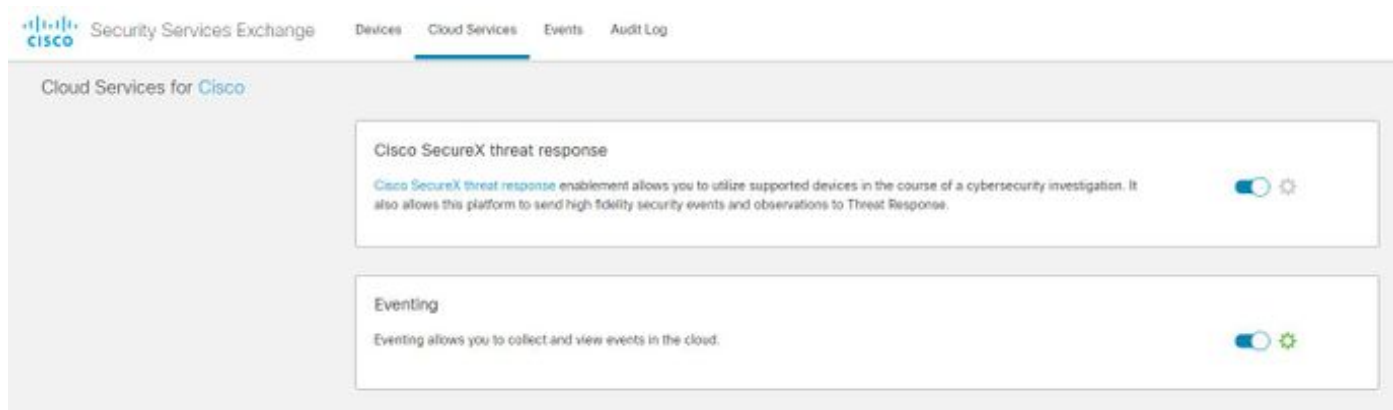 CISCO Security Services Exchange Devices Cloud Services Events Audit Log
Cloud Services for Cisco
Cisco SecureX threat response
Cisco SecureX threat response enablement allows you to utilize supported devices in the course of a cybersecurity investigation. It
also allows this platform to send high fidelity security events and observations to Threat Response.
Eventing
Eventing allows you to collect and view events in the cloud.